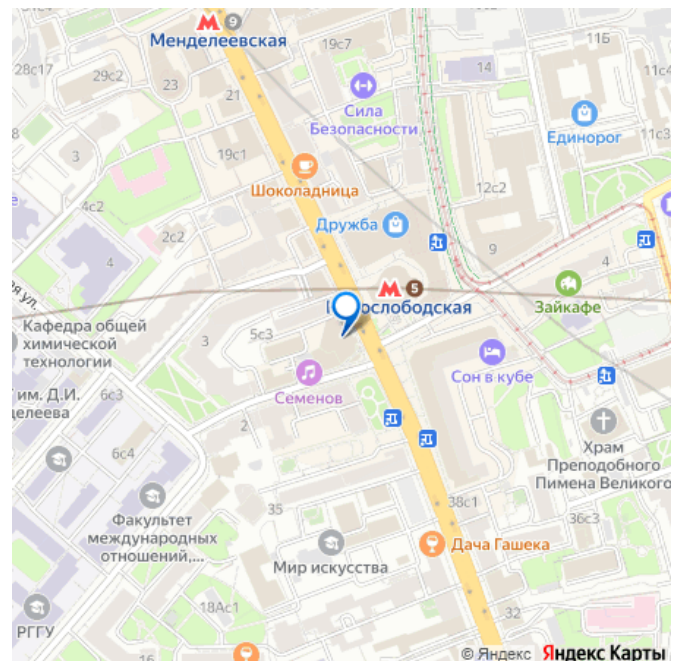 9
Менделеевская
19с7
11Б
28с17
29с2
23
21
14
11с4
Сила
Безопасности
Единорог
11с3
3
19с1
Шоколадница
12с2
4с2
2с2
Дружба
9
4
4
5
ослободская
Зайкафе
ая ул.
Кафедра общей
химической
технологии
5с3
3
Семенов
Сон в кубе
им. Д.И.
делеева
6с3
2
6с4
Храм
Преподобного
Пимена Великого
Факультет
международных
отношений,...
35
38с1
36с3
Дача Гашека
Мир искусства
18Ас1
32
РГГУ
© Яндекс Яндекс Карты